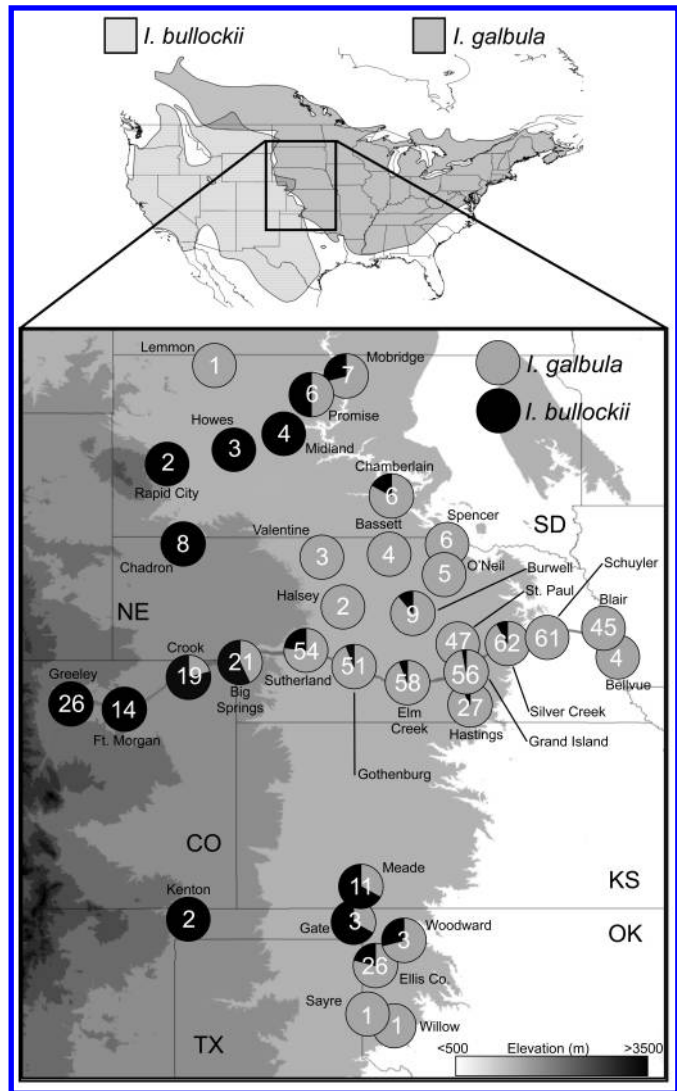 I. bullockii
I. galbula
Lemmon
1
Mobridge
7
I. galbula
6
Promise
I. bullockii
Howes
3
4
Midland
2
Rapid City
Chamberlain
6
SD
8
Chadron
Valentine
3
Bassett
4
Spencer
6
5
O'Neil
Burwell
St. Paul
Schuyler
Blair
NE
Halsey
2
9
Crook
19
21
Big
Springs
54
Sutherland
51
58
Elm
Creek
47
56
62
61
45
4
Bellvue
Greeley
26
14
Ft. Morgan
27
Hastings
Silver Creek
Grand Island
Gothenburg
CO
Meade
11
KS
Kenton
2
Gate
3
Woodward
3
OK
26
Ellis Co.
Sayre
1
1
Willow
TX
<500 Elevation (m) >3500